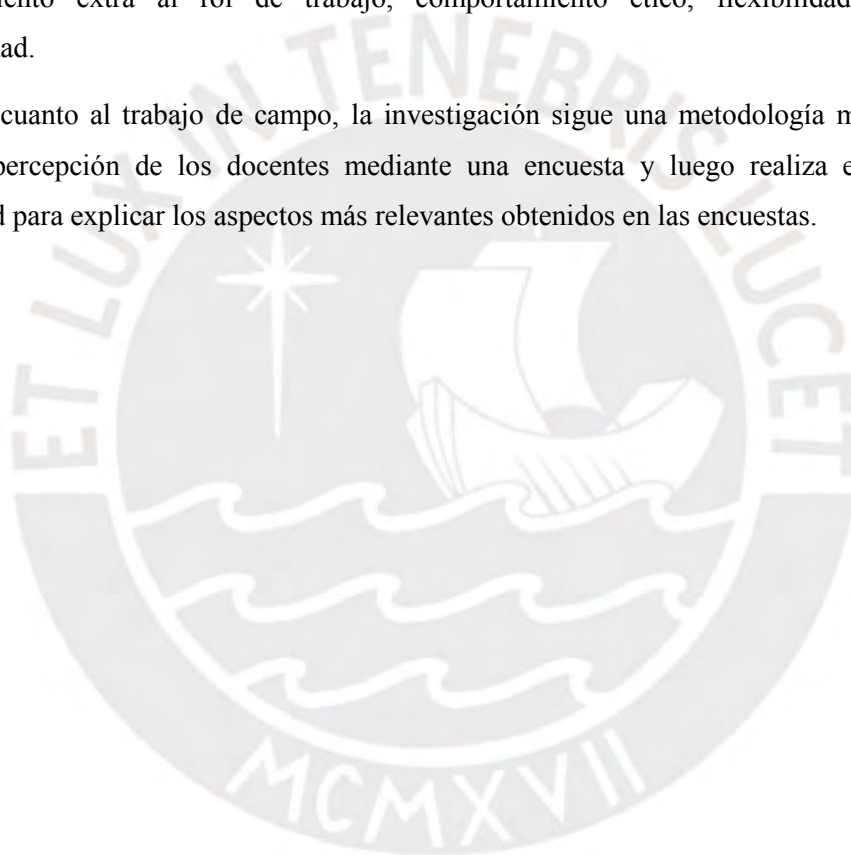 extra al rol de trabajo, comportamiento ético, flexibilidad
cuanto al trabajo de campo, la investigación sigue una metodología
percepción de los docentes mediante una encuesta y luego realiza
para explicar los aspectos más relevantes obtenidos en las encuestas.
ET LUX IN TENEBRIS LUCET
MCMXVII